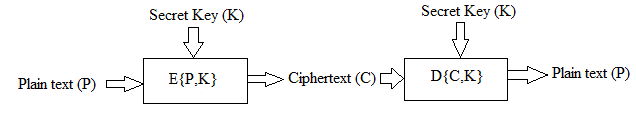 Secret Key (K)
Secret Key (K)
Plain text (P)
E{P,K}
Ciphertext (C)
D{C,K}
Plain text (P)